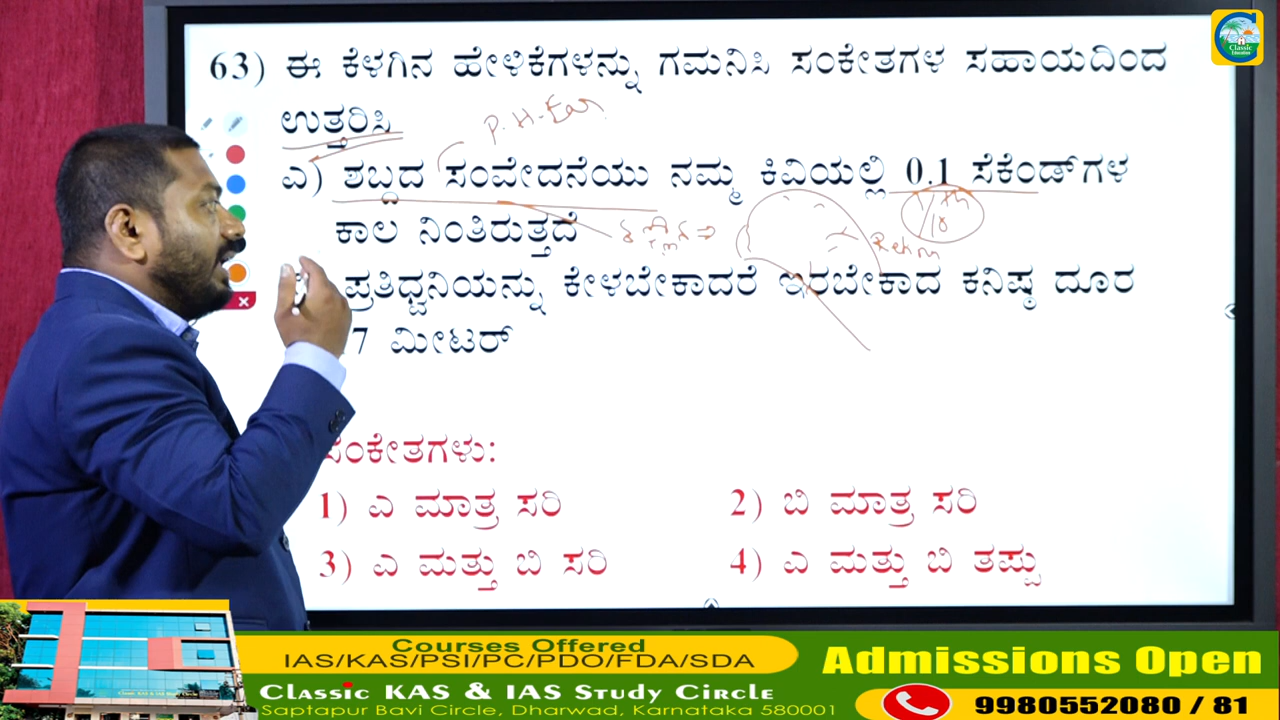 63) ಈ ಕೆಳಗಿನ ಹೇಳಿಕೆಗಳನ್ನು ಗಮನಿಸಿ ಸಂಕೇತಗಳ ಸಹಾಯದಿಂದ
ಉತ್ತರಿಸಿ
P. H. Ear
ಎ) ಶಬ್ದದ ಸಂವೇದನೆಯು ನಮ್ಮ ಕಿವಿಯಲ್ಲಿ 0.1 ಸೆಕೆಂಡ್‌ಗಳ
ಕಾಲ ನಿಂತಿರುತ್ತದೆ
ಪ್ರತಿಧ್ವನಿಯನ್ನು ಕೇಳಬೇಕಾದರೆ ಇರಬೇಕಾದ ಕನಿಷ್ಠ ದೂರ
7 ಮೀಟರ್
ಸಂಕೇತಗಳು:
1) ಎ ಮಾತ್ರ ಸರಿ
2) ಬಿ ಮಾತ್ರ ಸರಿ
3) ಎ ಮತ್ತು ಬಿ ಸರಿ
4) ಎ ಮತ್ತು ಬಿ ತಪ್ಪು
Classic
Education
Courses Offered
IAS/KAS/PSI/PC/PDO/FDA/SDA
Classic KAS & IAS Study Circle
Saptapur Bavi Circle, Dharwad, Karnataka 580001
Admissions Open
9980552080 / 81